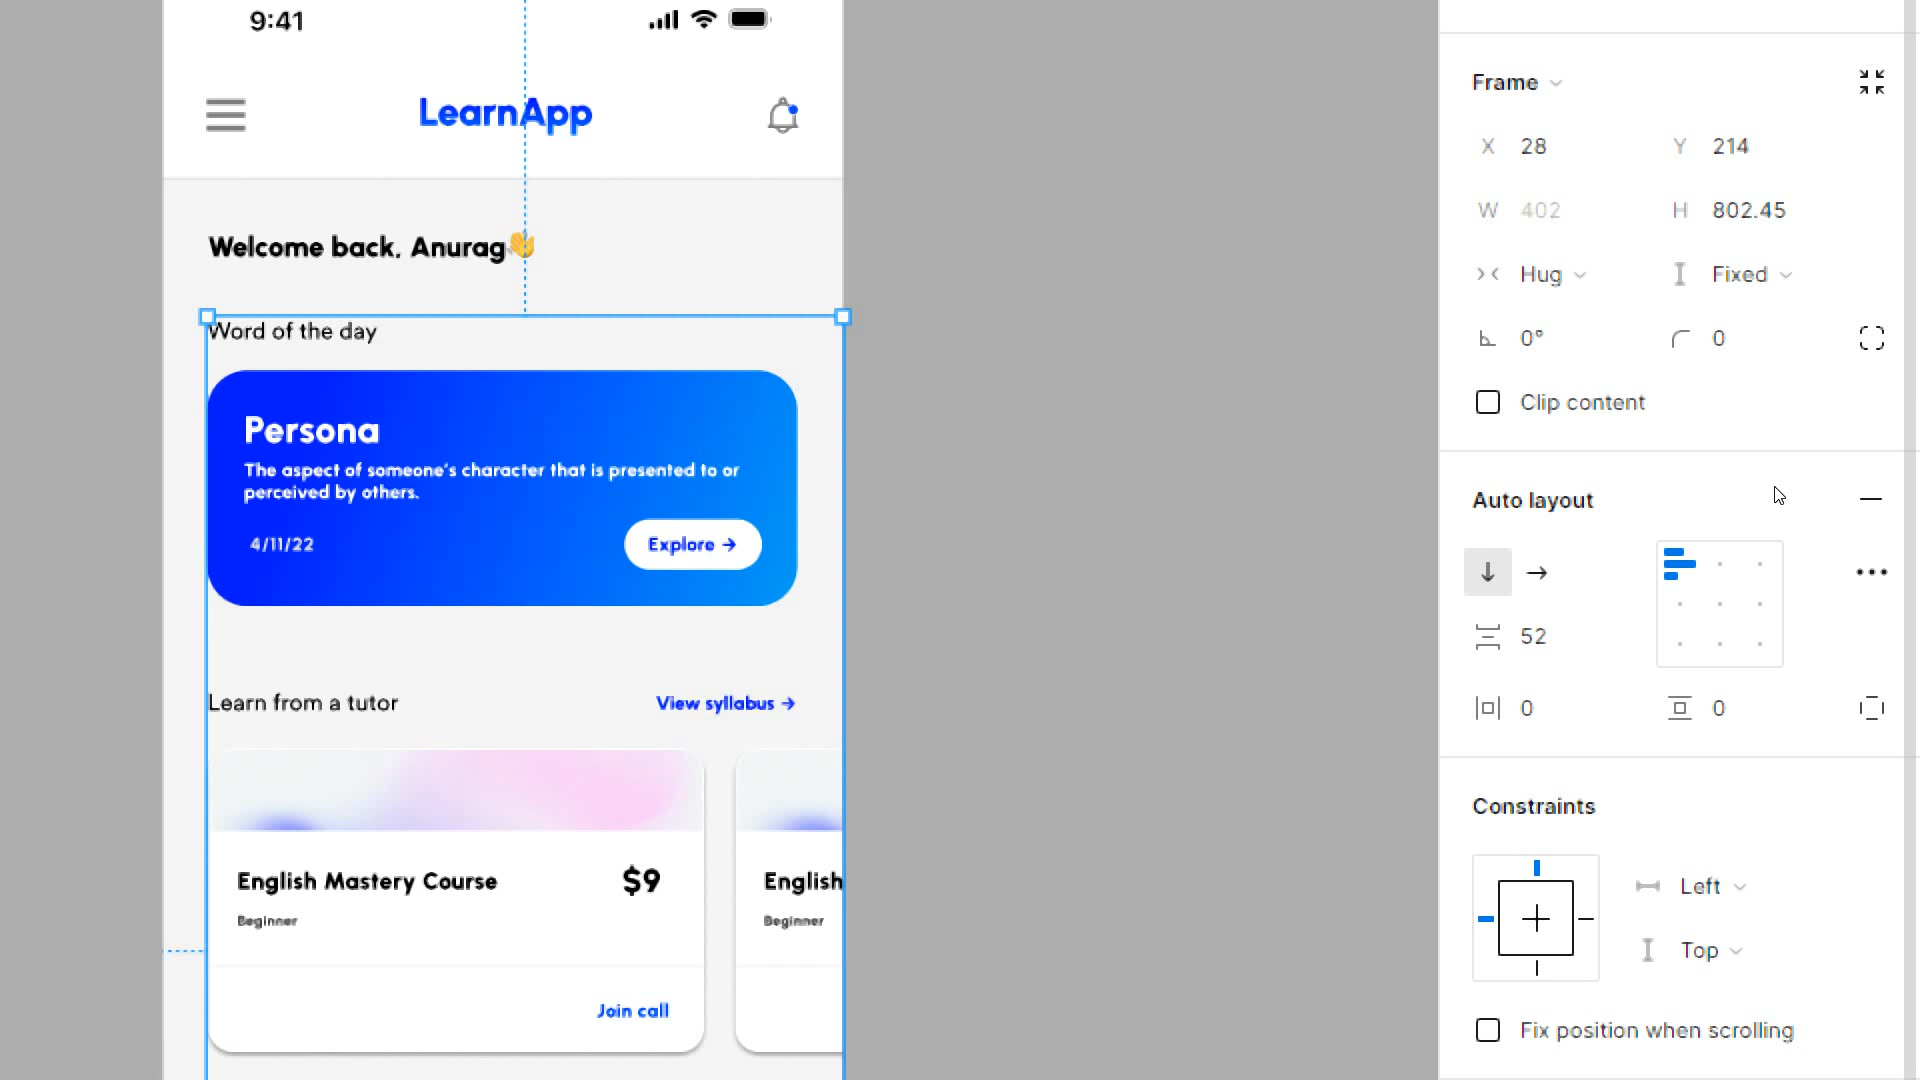 9:41
LearnApp
Welcome back, Anurag👋
Word of the day
Persona
The aspect of someone's character that is presented to or
perceived by others.
4/11/22
Explore →
Learn from a tutor
View syllabus →
English Mastery Course
$9
Beginner
Join call
English
Beginner
Frame
X 28
Y 214
W 402
H 802.45
Hug
Fixed
0°
0
Clip content
Auto layout
52
0
0
Constraints
Left
Top
Fix position when scrolling